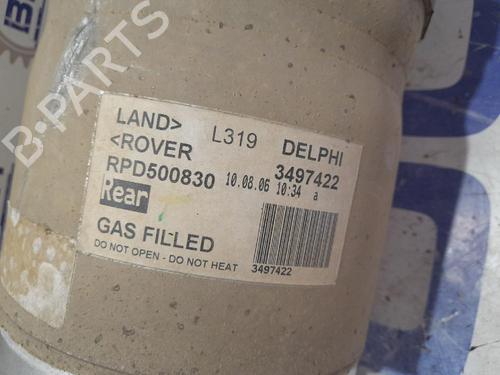 B-PARTS
LAND> L319 DELPHI
<ROVER 3497422
RPD500830 10.08.06 10:34 a
Rear
GAS FILLED
DO NOT OPEN - DO NOT HEAT 3497422